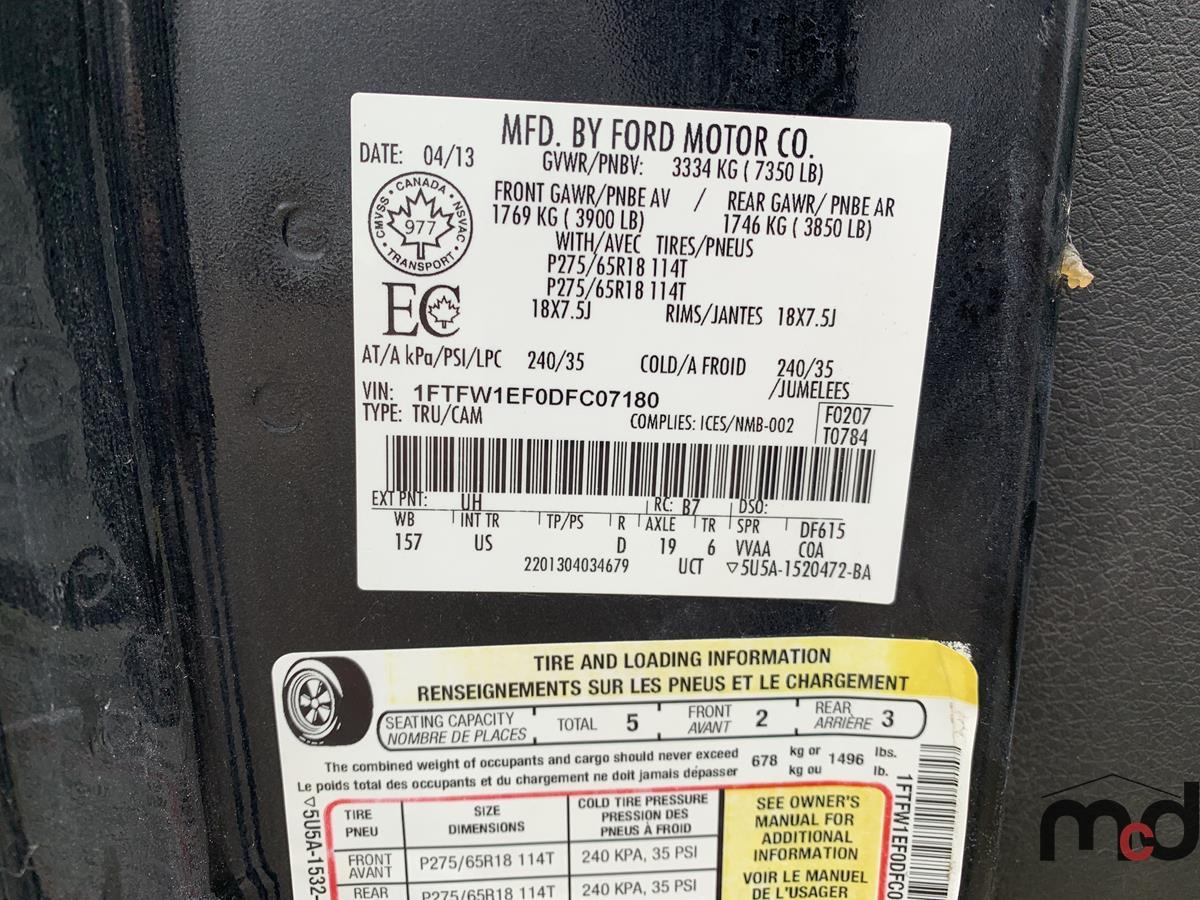 MFD. BY FORD MOTOR CO.
DATE: 04/13 GVWR/PNBV: 3334 KG ( 7350 LB)
FRONT GAWR/PNBE AV / REAR GAWR/ PNBE AR
1769 KG ( 3900 LB) 1746 KG ( 3850 LB)
WITH/AVEC TIRES/PNEUS
P275/65R18 114T
P275/65R18 114T
18X7.5J RIMS/JANTES 18X7.5J
CMVSS · CANADA · NSVAC
977
· TRANSPORT ·
EC
AT/A kPa/PSI/LPC 240/35 COLD/A FROID 240/35
/JUMELEES
VIN: 1FTFW1EF0DFC07180
TYPE: TRU/CAM COMPLIES: ICES/NMB-002 F0207
T0784
EXT PNT: UH RC: B7 DSO:
WB INT TR TP/PS R AXLE TR SPR DF615
157 US D 19 6 VVAA COA
2201304034679 UCT ▽5U5A-1520472-BA
TIRE AND LOADING INFORMATION
RENSEIGNEMENTS SUR LES PNEUS ET LE CHARGEMENT
SEATING CAPACITY TOTAL 5 FRONT 2 REAR 3
NOMBRE DE PLACES AVANT ARRIÈRE
The combined weight of occupants and cargo should never exceed 678 kg or 1496 lbs.
Le poids total des occupants et du chargement ne doit jamais dépasser kg ou lb.
TIRE SIZE COLD TIRE PRESSURE
PNEU DIMENSIONS PRESSION DES
PNEUS À FROID
FRONT P275/65R18 114T 240 KPA, 35 PSI
AVANT
REAR P275/65R18 114T 240 KPA, 35 PSI
SEE OWNER'S
MANUAL FOR
ADDITIONAL
INFORMATION
VOIR LE MANUEL
DE L'USAGER
▽5U5A-1532-
1FTFW1EF0DFC0
mcd